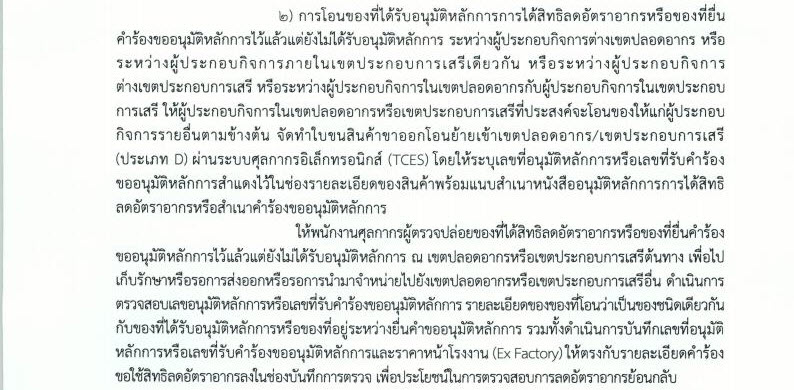 ๒) การโอนของที่ได้รับอนุมัติหลักการการได้สิทธิลดอัตราอากรหรือของที่ยื่น
คำร้องขออนุมัติหลักการไว้แล้วแต่ยังไม่ได้รับอนุมัติหลักการ ระหว่างผู้ประกอบกิจการต่างเขตปลอดอากร หรือ
ระหว่างผู้ประกอบกิจการภายในเขตประกอบการเสรีเดียวกัน หรือระหว่างผู้ประกอบกิจการ
ต่างเขตประกอบการเสรี หรือระหว่างผู้ประกอบกิจการในเขตปลอดอากรกับผู้ประกอบกิจการในเขตประกอบ
การเสรี ให้ผู้ประกอบกิจการในเขตปลอดอากรหรือเขตประกอบการเสรีที่ประสงค์จะโอนของให้แก่ผู้ประกอบ
กิจการรายอื่นตามข้างต้น จัดทำใบขนสินค้าขาออกโอนย้ายเข้าเขตปลอดอากร/เขตประกอบการเสรี
(ประเภท D) ผ่านระบบศุลกากรอิเล็กทรอนิกส์ (TCES) โดยให้ระบุเลขที่อนุมัติหลักการหรือเลขที่รับคำร้อง
ขออนุมัติหลักการสำแดงไว้ในช่องรายละเอียดของสินค้าพร้อมแนบสำเนาหนังสืออนุมัติหลักการการได้สิทธิ
ลดอัตราอากรหรือสำเนาคำร้องขออนุมัติหลักการ
ให้พนักงานศุลกากรผู้ตรวจปล่อยของที่ได้สิทธิลดอัตราอากรหรือของที่ยื่นคำร้อง
ขออนุมัติหลักการไว้แล้วแต่ยังไม่ได้รับอนุมัติหลักการ ณ เขตปลอดอากรหรือเขตประกอบการเสรีต้นทาง เพื่อไป
เก็บรักษาหรือรอการส่งออกหรือรอการนำมาจำหน่ายไปยังเขตปลอดอากรหรือเขตประกอบการเสรีอื่น ดำเนินการ
ตรวจสอบเลขอนุมัติหลักการหรือเลขที่รับคำร้องขออนุมัติหลักการ รายละเอียดของของที่โอนว่าเป็นของชนิดเดียวกัน
กับของที่ได้รับอนุมัติหลักการหรือของที่อยู่ระหว่างยื่นคำขออนุมัติหลักการ รวมทั้งดำเนินการบันทึกเลขที่อนุมัติ
หลักการหรือเลขที่รับคำร้องขออนุมัติหลักการและราคาหน้าโรงงาน (Ex Factory) ให้ตรงกับรายละเอียดคำร้อง
ขอใช้สิทธิลดอัตราอากรลงในช่องบันทึกการตรวจ เพื่อประโยชน์ในการตรวจสอบการลดอัตราอากรย้อนกลับ